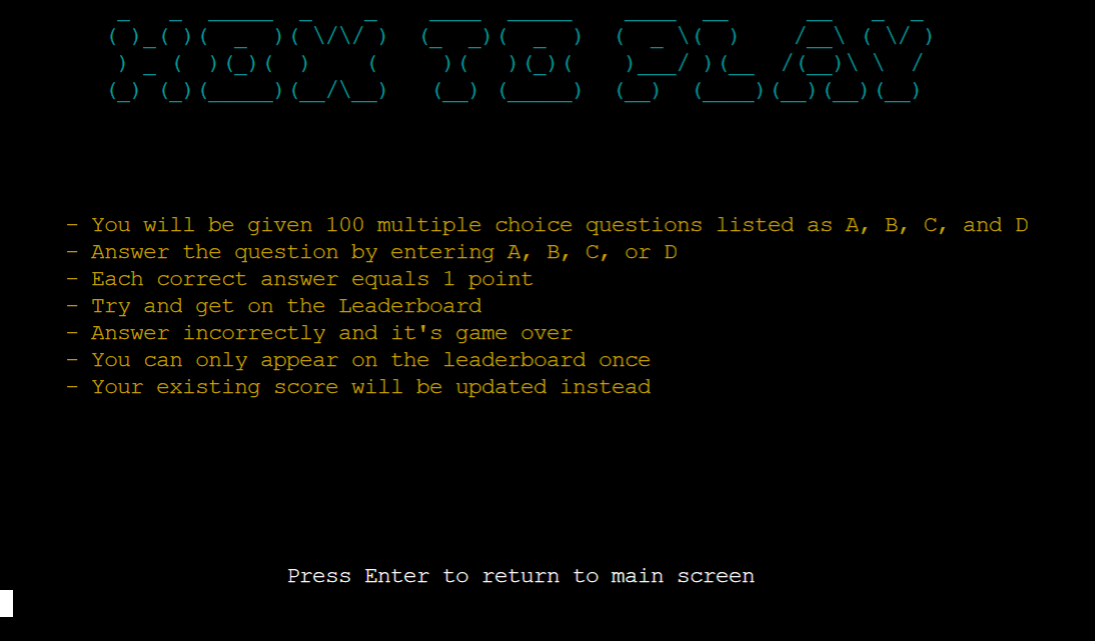 HOW TO PLAY
- You will be given 100 multiple choice questions listed as A, B, C, and D
- Answer the question by entering A, B, C, or D
- Each correct answer equals 1 point
- Try and get on the Leaderboard
- Answer incorrectly and it's game over
- You can only appear on the leaderboard once
- Your existing score will be updated instead
Press Enter to return to main screen